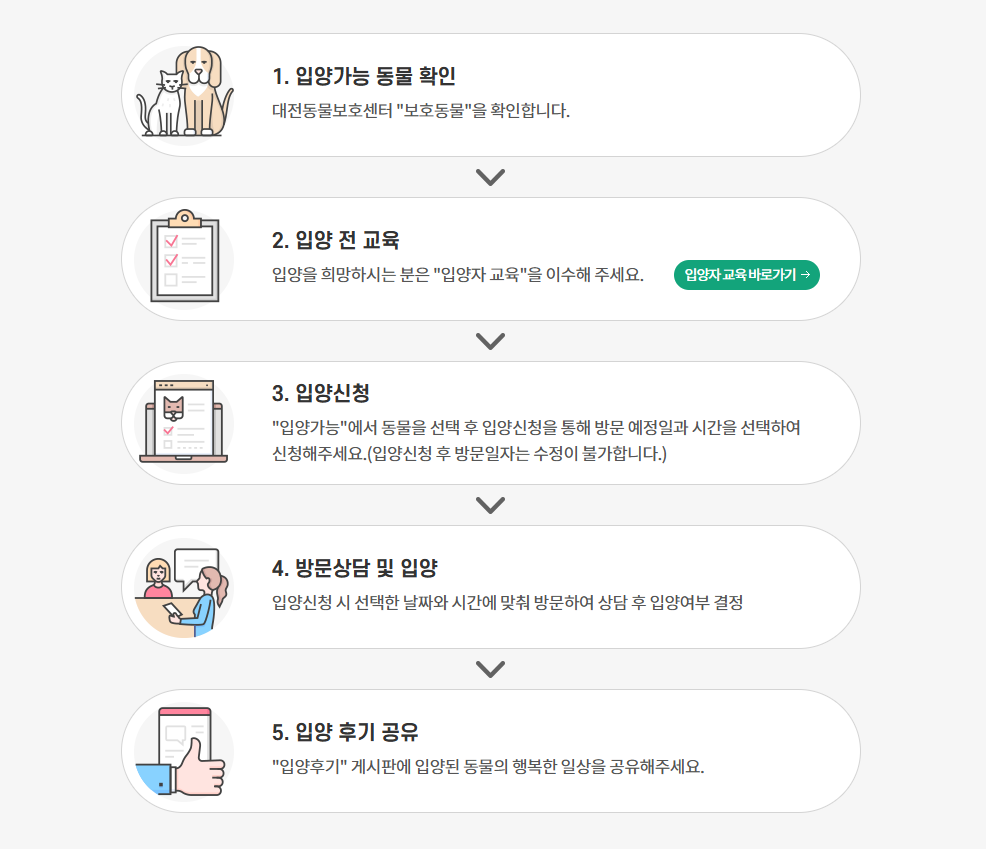 1. 입양가능 동물 확인
대전동물보호센터 "보호동물"을 확인합니다.
2. 입양 전 교육
입양을 희망하시는 분은 "입양자 교육"을 이수해 주세요.
입양자 교육 바로가기 →
3. 입양신청
"입양가능"에서 동물을 선택 후 입양신청을 통해 방문 예정일과 시간을 선택하여
신청해주세요.(입양신청 후 방문일자는 수정이 불가합니다.)
4. 방문상담 및 입양
입양신청 시 선택한 날짜와 시간에 맞춰 방문하여 상담 후 입양여부 결정
5. 입양 후기 공유
"입양후기" 게시판에 입양된 동물의 행복한 일상을 공유해주세요.